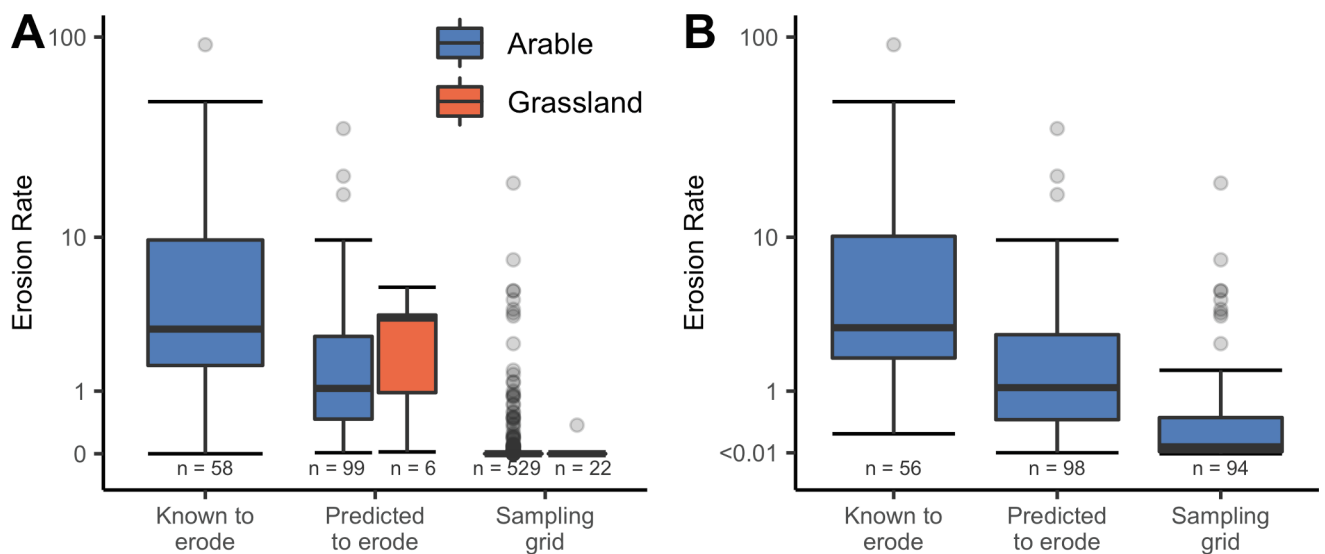 A
100
10
1
0
Erosion Rate
Arable
Grassland
n = 58
n = 99
n = 6
n = 529
n = 22
Known to
erode
Predicted
to erode
Sampling
grid
B
100
10
1
<0.01
Erosion Rate
n = 56
n = 98
n = 94
Known to
erode
Predicted
to erode
Sampling
grid